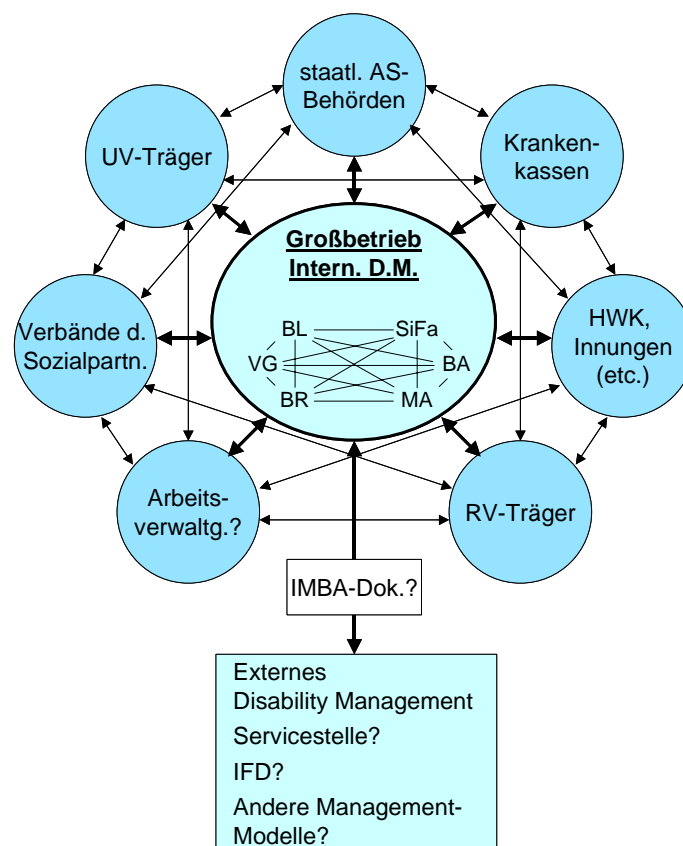 staatl. AS-
Behörden
UV-Träger
Kranken-
kassen
Großbetrieb
Intern. D.M.
BL SiFa
VG BA
BR MA
Verbände d.
Sozialpartn.
HWK,
Innungen
(etc.)
Arbeits-
verwaltg.?
RV-Träger
IMBA-Dok.?
Externes
Disability Management
Servicestelle?
IFD?
Andere Management-
Modelle?